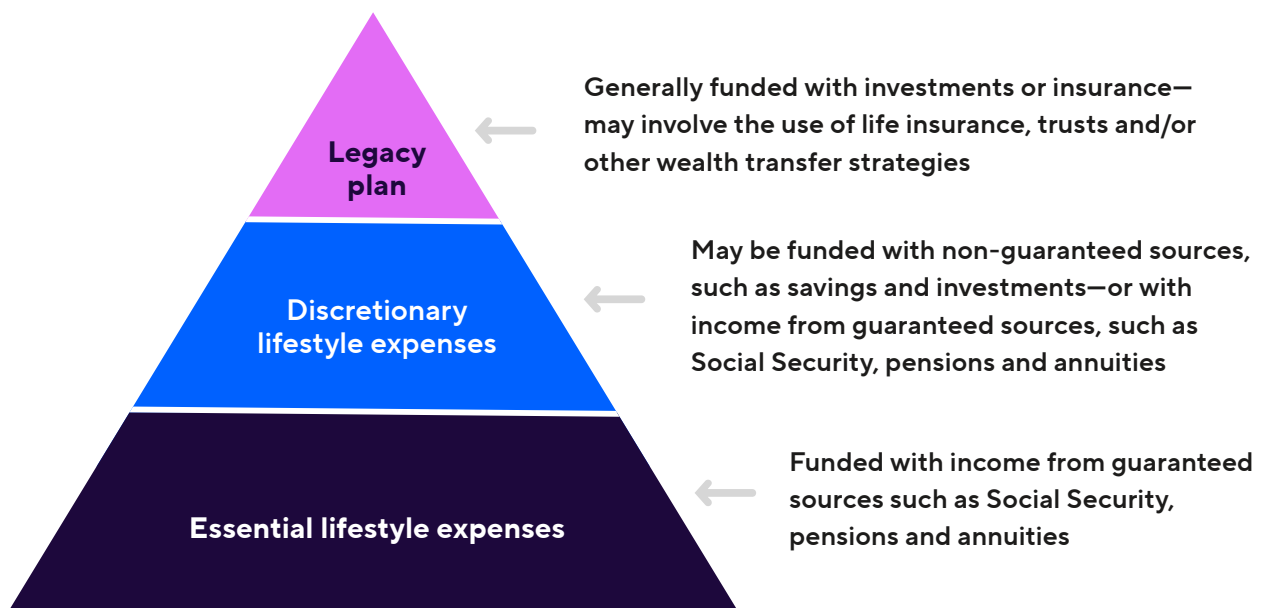 Legacy
plan
Generally funded with investments or insurance—
may involve the use of life insurance, trusts and/or
other wealth transfer strategies
Discretionary
lifestyle expenses
May be funded with non-guaranteed sources,
such as savings and investments—or with
income from guaranteed sources, such as
Social Security, pensions and annuities
Essential lifestyle expenses
Funded with income from guaranteed
sources such as Social Security,
pensions and annuities